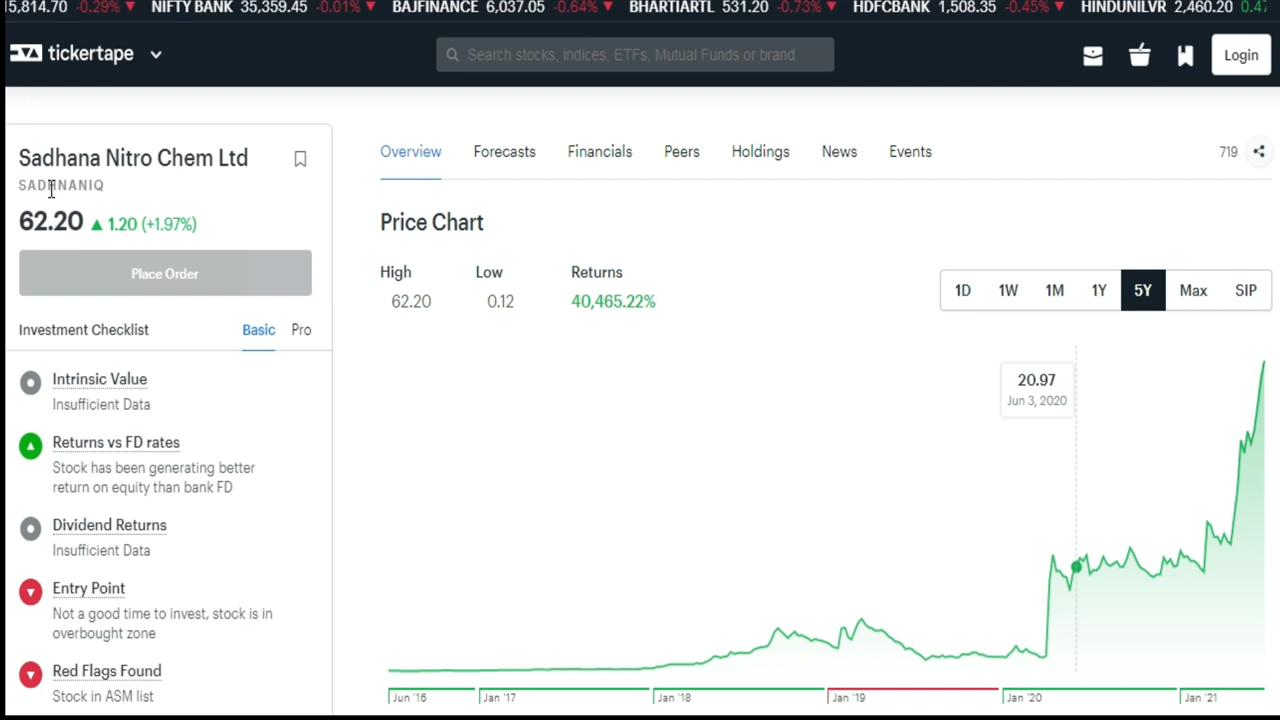 5,814.70 -0.29% ▼ NIFTY BANK 35,359.45 -0.01% ▼ BAJFINANCE 6,037.05 -0.64% ▼ BHARTIARTL 531.20 -0.73% ▼ HDFCBANK 1,508.35 -0.45% ▼ HINDUNILVR 2,460.20 0.47
tickertape
Search stocks, indices, ETFs, Mutual Funds or brand
Login
Sadhana Nitro Chem Ltd
SADHNANIQ
62.20 ▲ 1.20 (+1.97%)
Place Order
Investment Checklist Basic Pro
Intrinsic Value
Insufficient Data
Returns vs FD rates
Stock has been generating better
return on equity than bank FD
Dividend Returns
Insufficient Data
Entry Point
Not a good time to invest, stock is in
overbought zone
Red Flags Found
Stock in ASM list
Overview Forecasts Financials Peers Holdings News Events 719
Price Chart
High Low Returns
62.20 0.12 40,465.22%
1D 1W 1M 1Y 5Y Max SIP
20.97
Jun 3, 2020
Jun '16 Jan '17 Jan '18 Jan '19 Jan '20 Jan '21